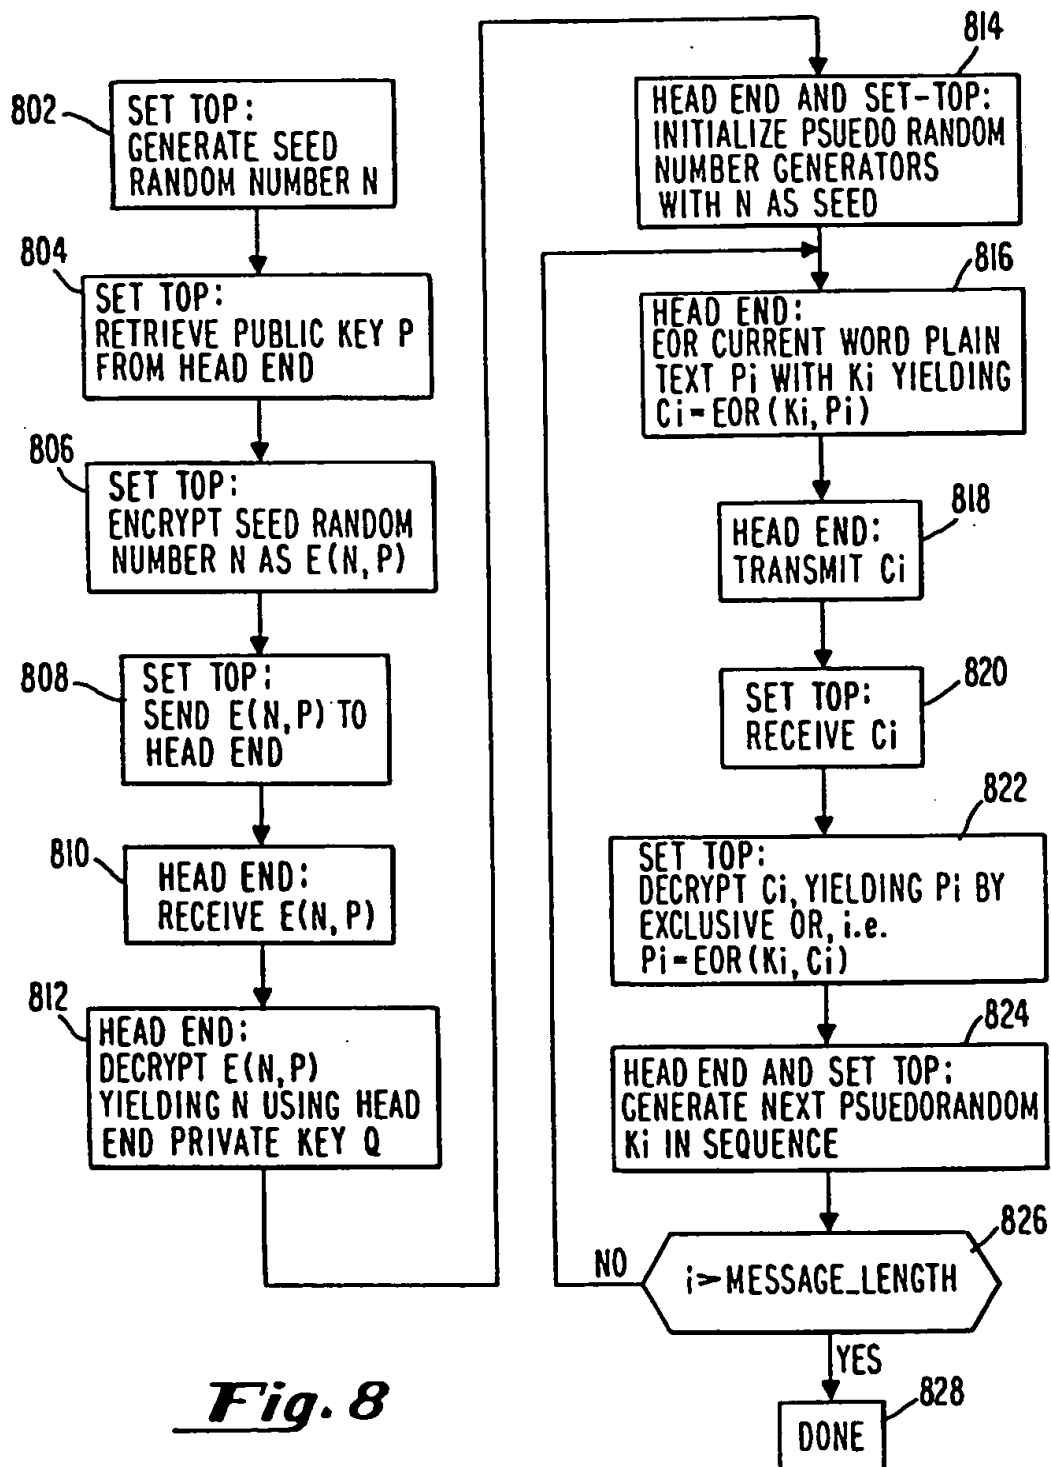 802
SET TOP:
GENERATE SEED
RANDOM NUMBER N
804
SET TOP:
RETRIEVE PUBLIC KEY P
FROM HEAD END
806
SET TOP:
ENCRYPT SEED RANDOM
NUMBER N AS E(N, P)
808
SET TOP:
SEND E(N, P) TO
HEAD END
810
HEAD END:
RECEIVE E(N, P)
812
HEAD END:
DECRYPT E(N, P)
YIELDING N USING HEAD
END PRIVATE KEY Q
814
HEAD END AND SET-TOP:
INITIALIZE PSUEDO RANDOM
NUMBER GENERATORS
WITH N AS SEED
816
HEAD END:
EOR CURRENT WORD PLAIN
TEXT Pi WITH Ki YIELDING
Ci=EOR(Ki, Pi)
818
HEAD END:
TRANSMIT Ci
820
SET TOP:
RECEIVE Ci
822
SET TOP:
DECRYPT Ci, YIELDING Pi BY
EXCLUSIVE OR, i.e.
Pi=EOR(Ki, Ci)
824
HEAD END AND SET TOP:
GENERATE NEXT PSUEDORANDOM
Ki IN SEQUENCE
826
i>MESSAGE_LENGTH
NO
YES
828
DONE
Fig. 8